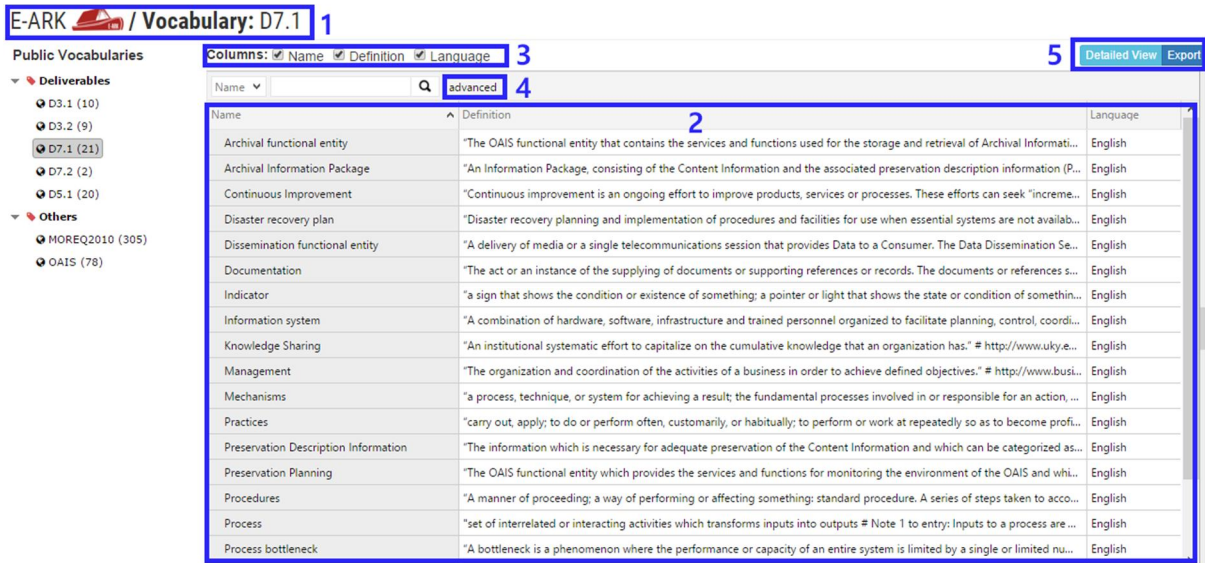 E-ARK / Vocabulary: D7.1 1
Public Vocabularies
Deliverables
D3.1 (10)
D3.2 (9)
D7.1 (21)
D7.2 (2)
D5.1 (20)
Others
MOREQ2010 (305)
OAIS (78)
Columns: Name Definition Language 3
5 Detailed View Export
Name advanced 4
Name Definition 2 Language
Archival functional entity "The OAIS functional entity that contains the services and functions used for the storage and retrieval of Archival Informati... English
Archival Information Package "An Information Package, consisting of the Content Information and the associated preservation description information (P... English
Continuous Improvement "Continuous improvement is an ongoing effort to improve products, services or processes. These efforts can seek "increme... English
Disaster recovery plan "Disaster recovery planning and implementation of procedures and facilities for use when essential systems are not availab... English
Dissemination functional entity "A delivery of media or a single telecommunications session that provides Data to a Consumer. The Data Dissemination Se... English
Documentation "The act or an instance of the supplying of documents or supporting references or records. The documents or references s... English
Indicator "a sign that shows the condition or existence of something; a pointer or light that shows the state or condition of somethin... English
Information system "A combination of hardware, software, infrastructure and trained personnel organized to facilitate planning, control, coordi... English
Knowledge Sharing "An institutional systematic effort to capitalize on the cumulative knowledge that an organization has." # http://www.uky.e... English
Management "The organization and coordination of the activities of a business in order to achieve defined objectives." # http://www.busi... English
Mechanisms "a process, technique, or system for achieving a result; the fundamental processes involved in or responsible for an action, ... English
Practices "carry out, apply; to do or perform often, customarily, or habitually; to perform or work at repeatedly so as to become profi... English
Preservation Description Information "The information which is necessary for adequate preservation of the Content Information and which can be categorized as... English
Preservation Planning "The OAIS functional entity which provides the services and functions for monitoring the environment of the OAIS and whi... English
Procedures "A manner of proceeding; a way of performing or affecting something: standard procedure. A series of steps taken to acco... English
Process "set of interrelated or interacting activities which transforms inputs into outputs # Note 1 to entry: Inputs to a process are ... English
Process bottleneck "A bottleneck is a phenomenon where the performance or capacity of an entire system is limited by a single or limited nu... English